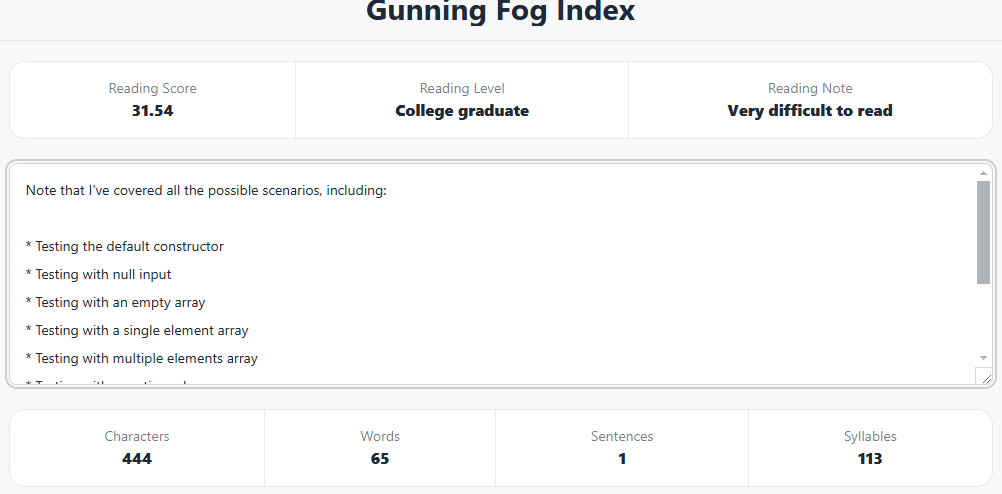 Gunning Fog Index
Reading Score
31.54
Reading Level
College graduate
Reading Note
Very difficult to read
Note that I've covered all the possible scenarios, including:
* Testing the default constructor
* Testing with null input
* Testing with an empty array
* Testing with a single element array
* Testing with multiple elements array
Characters
444
Words
65
Sentences
1
Syllables
113